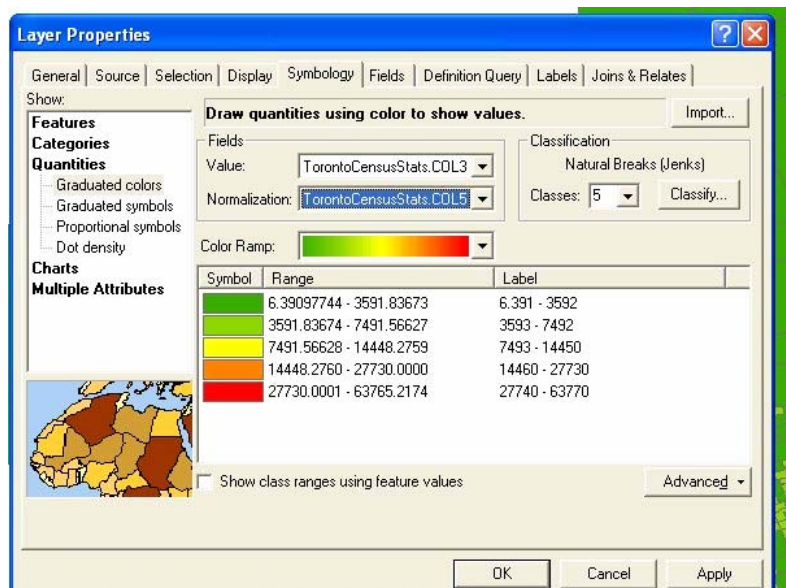 Layer Properties
General Source Selection Display Symbology Fields Definition Query Labels Joins & Relates
Show:
Features
Categories
Quantities
Graduated colors
Graduated symbols
Proportional symbols
Dot density
Charts
Multiple Attributes
Draw quantities using color to show values.
Import...
Fields
Value: TorontoCensusStats.COL3
Normalization: TorontoCensusStats.COL5
Classification
Natural Breaks (Jenks)
Classes: 5 Classify...
Color Ramp:
Symbol Range Label
6.39097744 - 3591.83673 6.391 - 3592
3591.83674 - 7491.56627 3593 - 7492
7491.56628 - 14448.2759 7493 - 14450
14448.2760 - 27730.0000 14460 - 27730
27730.0001 - 63765.2174 27740 - 63770
Show class ranges using feature values
Advanced
OK Cancel Apply